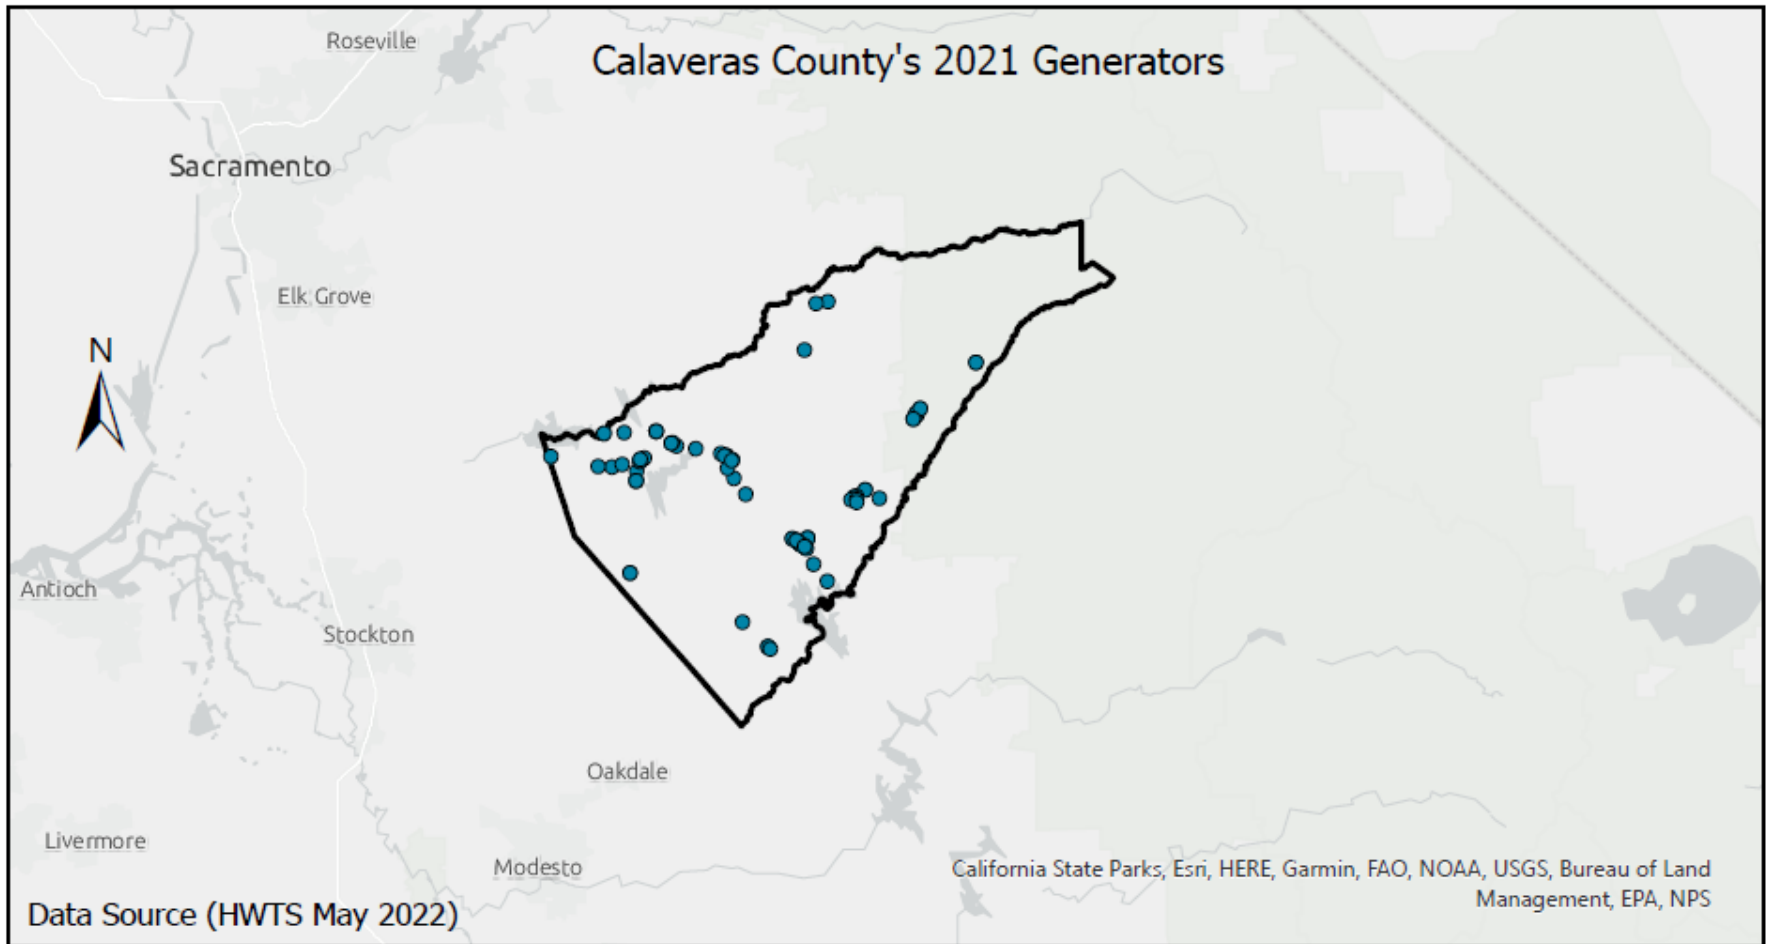 Roseville
Calaveras County's 2021 Generators
Sacramento
Elk Grove
N
Antioch
Stockton
Oakdale
Livermore
Modesto
California State Parks, Esri, HERE, Garmin, FAO, NOAA, USGS, Bureau of Land
Management, EPA, NPS
Data Source (HWTS May 2022)